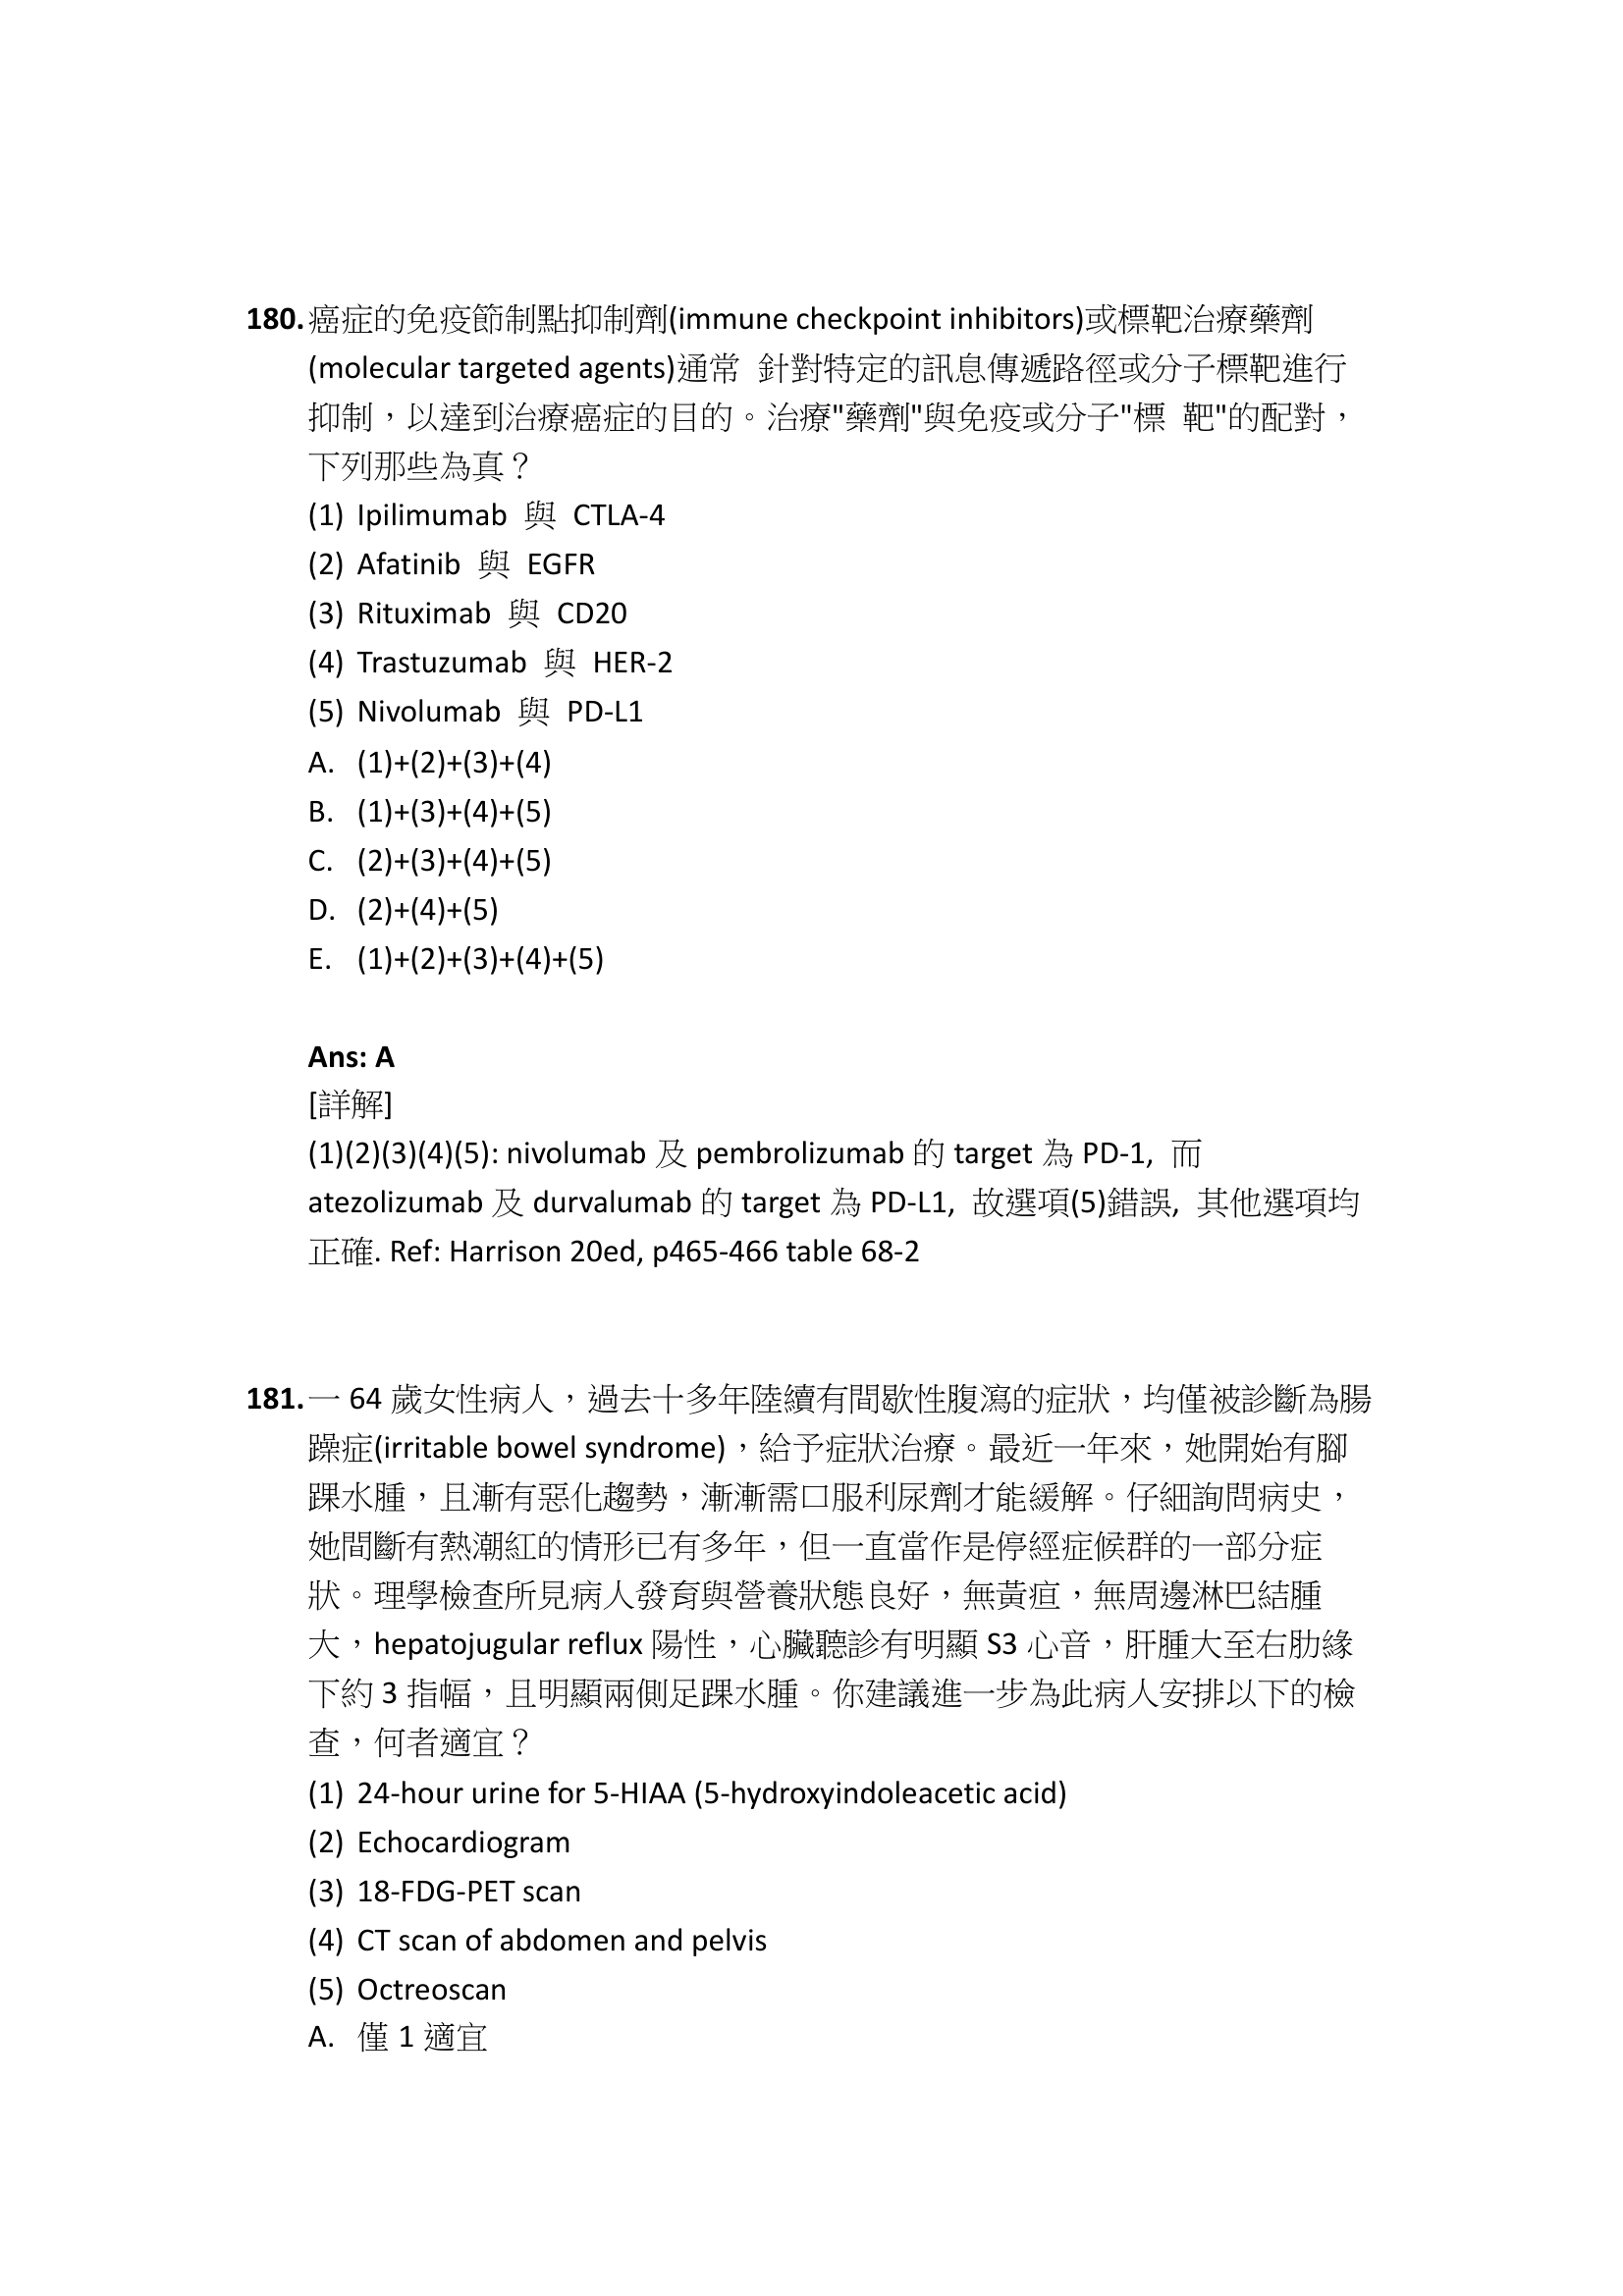 180. 癌症的免疫節制點抑制劑(immune checkpoint inhibitors)或標靶治療藥劑
(molecular targeted agents)通常 針對特定的訊息傳遞路徑或分子標靶進行
抑制，以達到治療癌症的目的。治療"藥劑"與免疫或分子"標 靶"的配對，
下列那些為真？
(1) Ipilimumab 與 CTLA-4
(2) Afatinib 與 EGFR
(3) Rituximab 與 CD20
(4) Trastuzumab 與 HER-2
(5) Nivolumab 與 PD-L1
A. (1)+(2)+(3)+(4)
B. (1)+(3)+(4)+(5)
C. (2)+(3)+(4)+(5)
D. (2)+(4)+(5)
E. (1)+(2)+(3)+(4)+(5)
Ans: A
[詳解]
(1)(2)(3)(4)(5): nivolumab 及 pembrolizumab 的 target 為 PD-1, 而
atezolizumab 及 durvalumab 的 target 為 PD-L1, 故選項(5)錯誤, 其他選項均
正確. Ref: Harrison 20ed, p465-466 table 68-2
181. 一 64 歲女性病人，過去十多年陸續有間歇性腹瀉的症狀，均僅被診斷為腸
躁症(irritable bowel syndrome)，給予症狀治療。最近一年來，她開始有腳
踝水腫，且漸有惡化趨勢，漸漸需口服利尿劑才能緩解。仔細詢問病史，
她間斷有熱潮紅的情形已有多年，但一直當作是停經症候群的一部分症
狀。理學檢查所見病人發育與營養狀態良好，無黃疸，無周邊淋巴結腫
大，hepatojugular reflux 陽性，心臟聽診有明顯 S3 心音，肝腫大至右肋緣
下約 3 指幅，且明顯兩側足踝水腫。你建議進一步為此病人安排以下的檢
查，何者適宜？
(1) 24-hour urine for 5-HIAA (5-hydroxyindoleacetic acid)
(2) Echocardiogram
(3) 18-FDG-PET scan
(4) CT scan of abdomen and pelvis
(5) Octreoscan
A. 僅 1 適宜